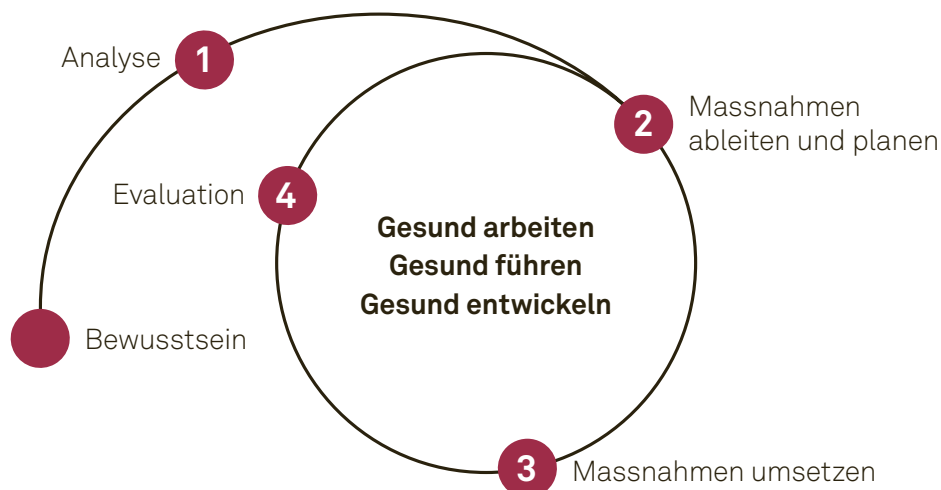 Analyse
1
2
Massnahmen
ableiten und planen
Evaluation
4
Gesund arbeiten
Gesund führen
Gesund entwickeln
Bewusstsein
3
Massnahmen umsetzen